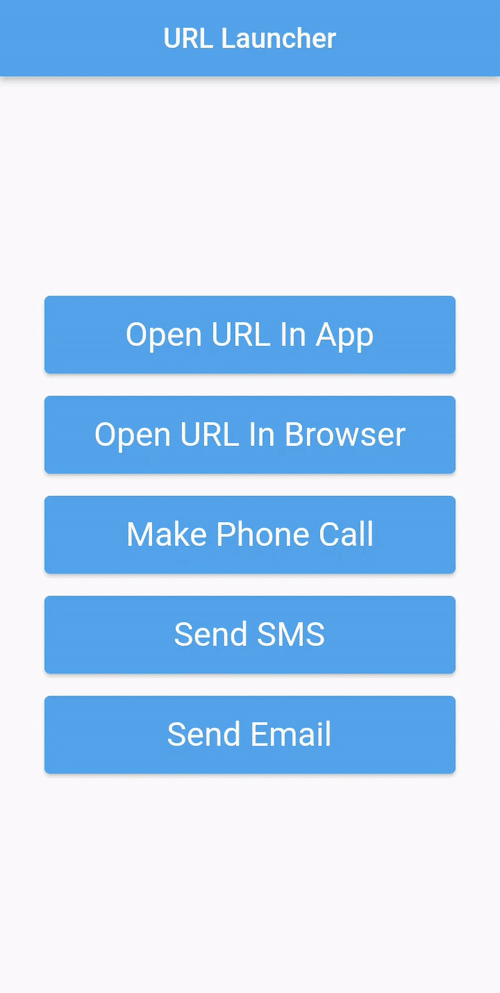 URL Launcher
Open URL In App
Open URL In Browser
Make Phone Call
Send SMS
Send Email